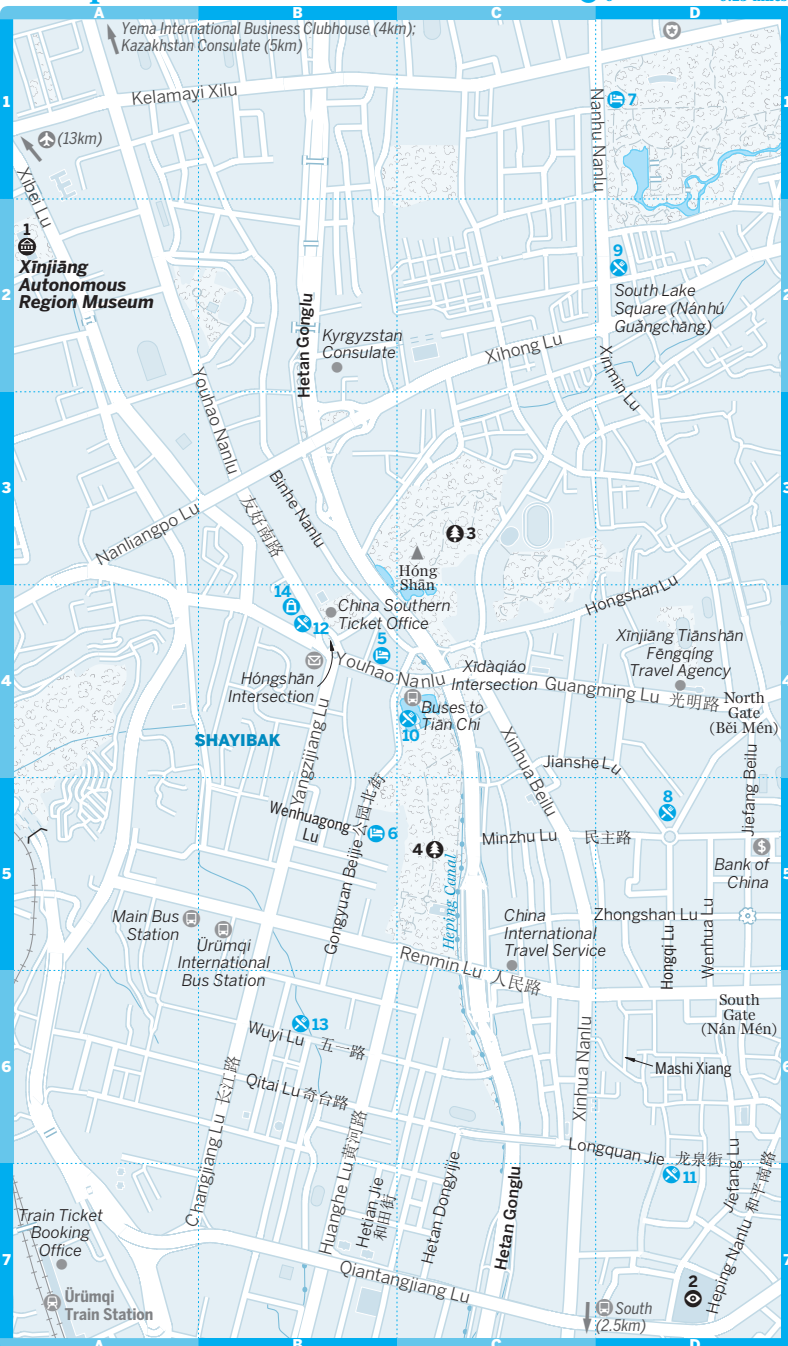 A
B
C
D
Yema International Business Clubhouse (4km);
Kazakhstan Consulate (5km)
1
Kelamayi Xilu
Nanhu Nanlu
7
1
(13km)
Xibei Lu
1
Xīnjiāng
Autonomous
Region Museum
2
Hetan Gonglu
9
South Lake
Square (Nánhú
Guǎngchǎng)
2
Kyrgyzstan
Consulate
Xihong Lu
Xinmin Lu
Youhao Nanlu
友好南路
3
Binhe Nanlu
3
Nanliangpo Lu
Hóng
Shān
3
Hongshan Lu
14
12
China Southern
Ticket Office
5
Xīnjiāng Tiānshān
Fēngqíng
Travel Agency
4
Hóngshān
Intersection
Youhao Nanlu
Xīdàqiáo
Intersection
Guangming Lu 光明路
North
Gate
(Běi Mén)
4
10
Buses to
Tiān Chí
SHAYIBAK
Yangzijiang Lu
Xinhua Beilu
Jianshe Lu
Jiefang Beilu
8
Wenhuagong
Lu
Gongyuan Beijie 公园北街
6
4
Minzhu Lu 民主路
5
Heping Canal
Bank of
China
5
Main Bus
Station
Ürümqi
International
Bus Station
China
International
Travel Service
Zhongshan Lu
Hongqi Lu
Wenhua Lu
Renmin Lu 人民路
South
Gate
(Nán Mén)
13
Wuyi Lu 五一路
6
Mashi Xiang
6
Qitai Lu 奇台路
Xinhua Nanlu
Changjiang Lu 长江路
Huanghe Lu 黄河路
Longquan Jie 龙泉街
11
Jiefang Lu
Heping Nanlu 和平南路
Hetian Jie
和田街
Hetan Dongyijie
Hetan Gonglu
Train Ticket
Booking
Office
7
Qiantangjiang Lu
2
7
Ürümqi
Train Station
South
(2.5km)
A
B
C
D